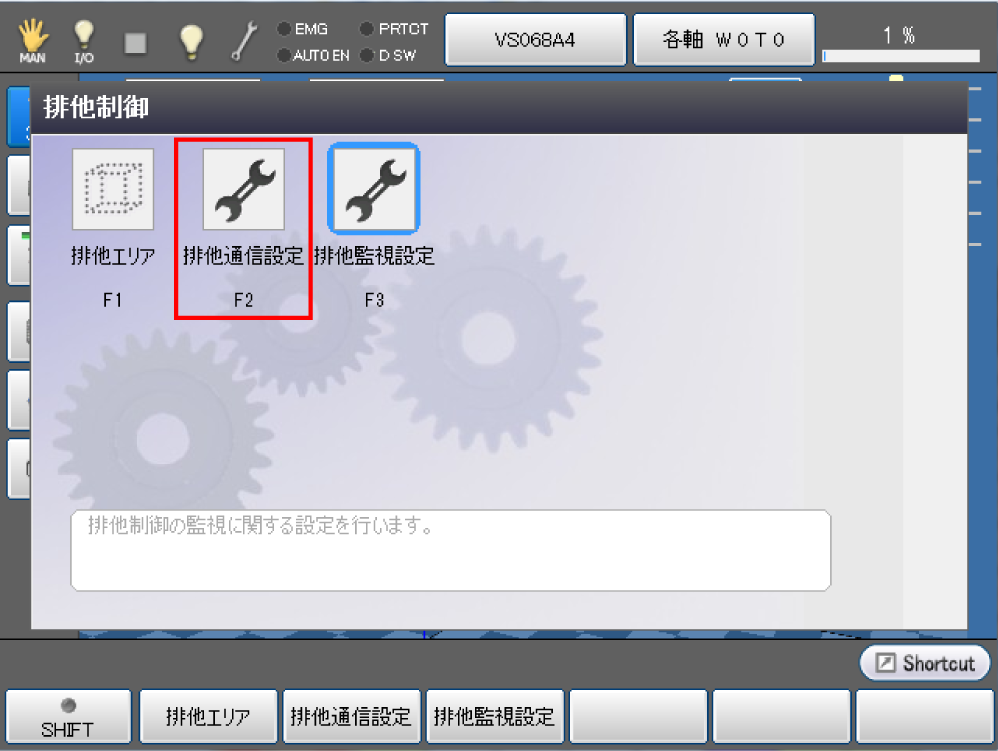 MAN
I/O
EMG
AUTO EN
PRTCT
D SW
VS068A4
各軸 W0T0
1 %
排他制御
排他エリア
F1
排他通信設定
F2
排他監視設定
F3
排他制御の監視に関する設定を行います。
Shortcut
SHIFT
排他エリア
排他通信設定
排他監視設定